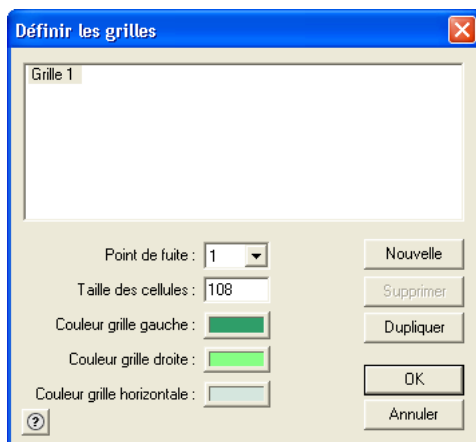 Définir les grilles
Grille 1
Point de fuite : 1
Nouvelle
Taille des cellules : 108
Supprimer
Couleur grille gauche :
Dupliquer
Couleur grille droite :
OK
Couleur grille horizontale :
Annuler
?